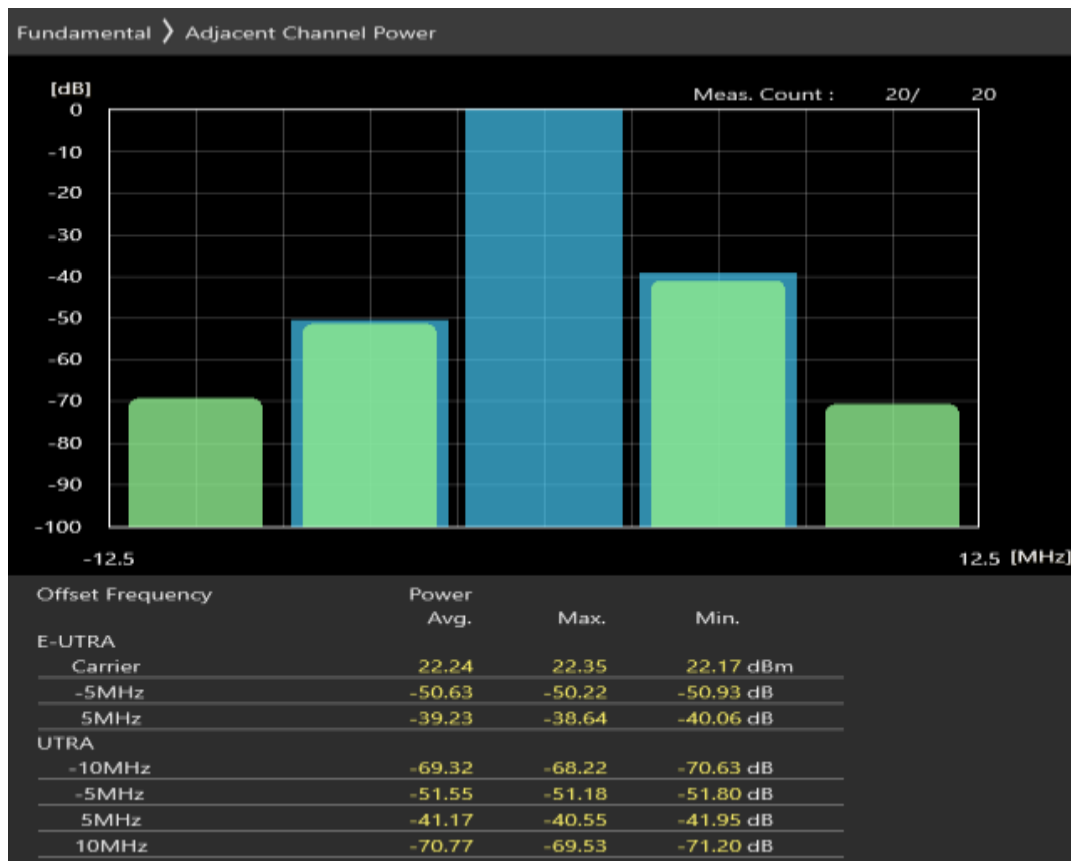 Fundamental ❯ Adjacent Channel Power
[dB]
Meas. Count : 20/ 20
0
-10
-20
-30
-40
-50
-60
-70
-80
-90
-100
-12.5 12.5 [MHz]
Offset Frequency Power
Avg. Max. Min.
E-UTRA
Carrier 22.24 22.35 22.17 dBm
-5MHz -50.63 -50.22 -50.93 dB
5MHz -39.23 -38.64 -40.06 dB
UTRA
-10MHz -69.32 -68.22 -70.63 dB
-5MHz -51.55 -51.18 -51.80 dB
5MHz -41.17 -40.55 -41.95 dB
10MHz -70.77 -69.53 -71.20 dB